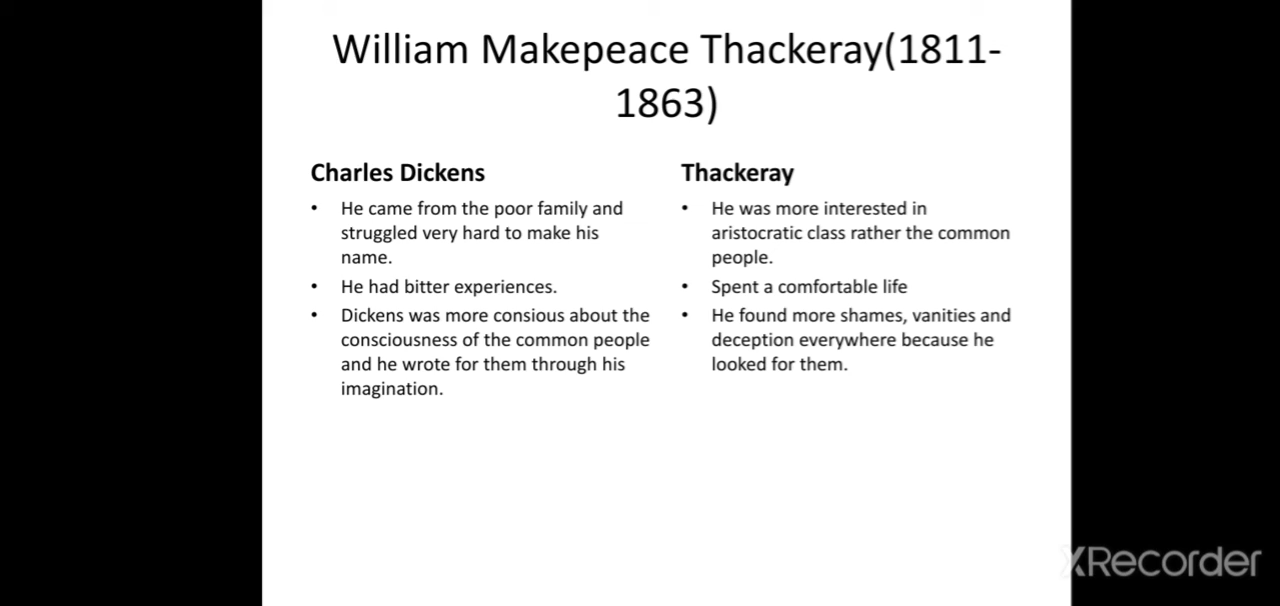 William Makepeace Thackeray(1811-
1863)
Charles Dickens
• He came from the poor family and
struggled very hard to make his
name.
• He had bitter experiences.
• Dickens was more consious about the
consciousness of the common people
and he wrote for them through his
imagination.
Thackeray
• He was more interested in
aristocratic class rather the common
people.
• Spent a comfortable life
• He found more shames, vanities and
deception everywhere because he
looked for them.
XRecorder